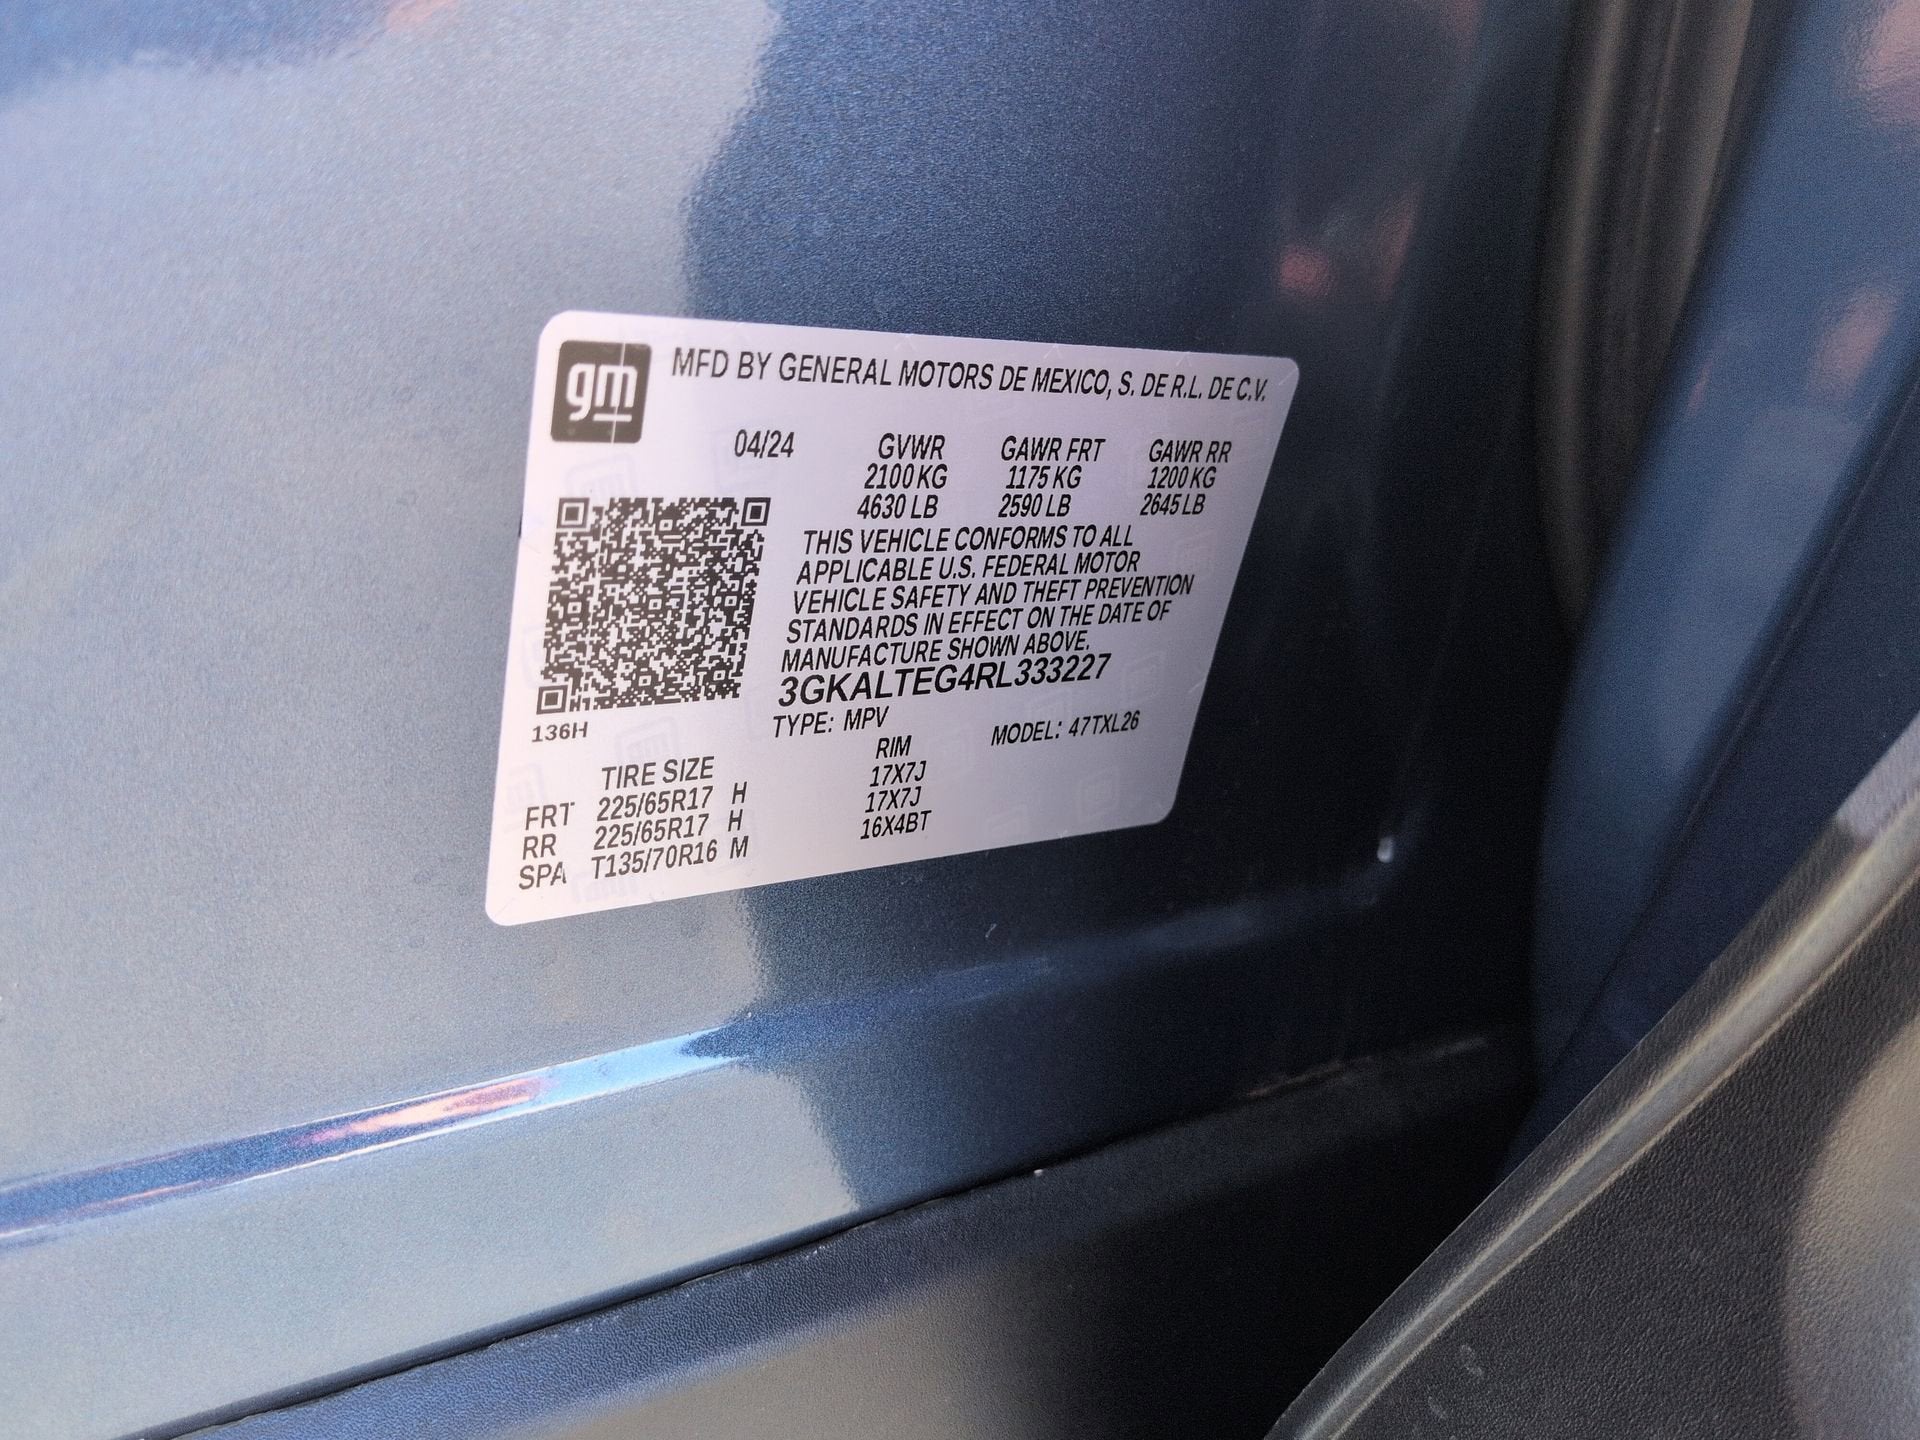 gm
MFD BY GENERAL MOTORS DE MEXICO, S. DE R.L. DE C.V.
04/24 GVWR GAWR FRT GAWR RR
2100 KG 1175 KG 1200 KG
4630 LB 2590 LB 2645 LB
THIS VEHICLE CONFORMS TO ALL
APPLICABLE U.S. FEDERAL MOTOR
VEHICLE SAFETY AND THEFT PREVENTION
STANDARDS IN EFFECT ON THE DATE OF
MANUFACTURE SHOWN ABOVE.
3GKALTEG4RL333227
136H
TYPE: MPV MODEL: 47TXL26
TIRE SIZE RIM
FRT 225/65R17 H 17X7J
RR 225/65R17 H 17X7J
SPA T135/70R16 M 16X4BT